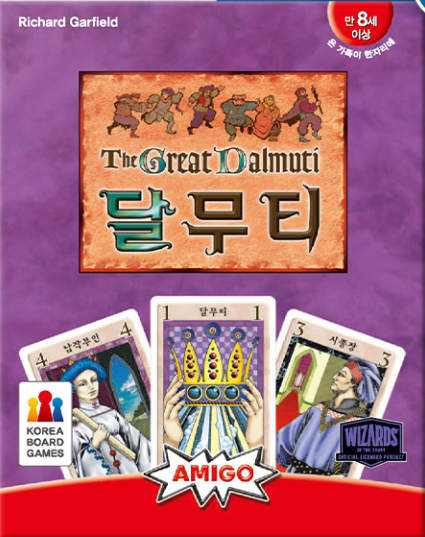 Richard Garfield
만 8세
이상
온 가족이 한자리에
The Great Dalmuti
달무티
4 남작부인 4
1 달무티 1
3 시종장 3
KOREA
BOARD
GAMES
AMIGO
WIZARDS
OF THE COAST
OFFICIAL LICENSED PRODUCT